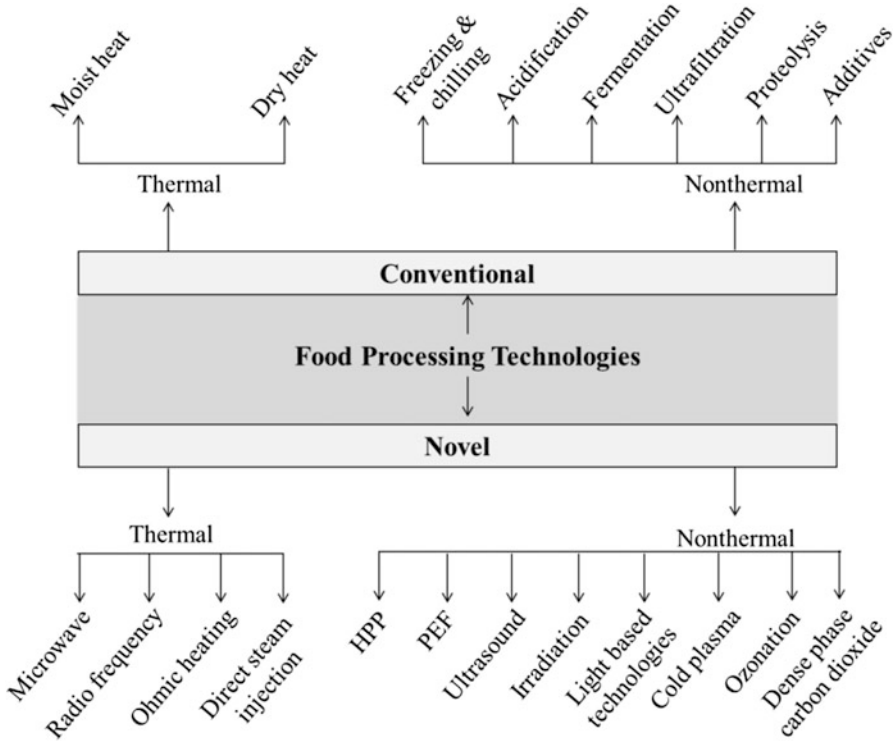 Moist heat
Dry heat
Freezing &
chilling
Acidification
Fermentation
Ultrafiltration
Proteolysis
Additives
Thermal
Nonthermal
Conventional
Food Processing Technologies
Novel
Thermal
Nonthermal
Microwave
Radio frequency
Ohmic heating
Direct steam
injection
HPP
PEF
Ultrasound
Irradiation
Light based
technologies
Cold plasma
Ozonation
Dense phase
carbon dioxide